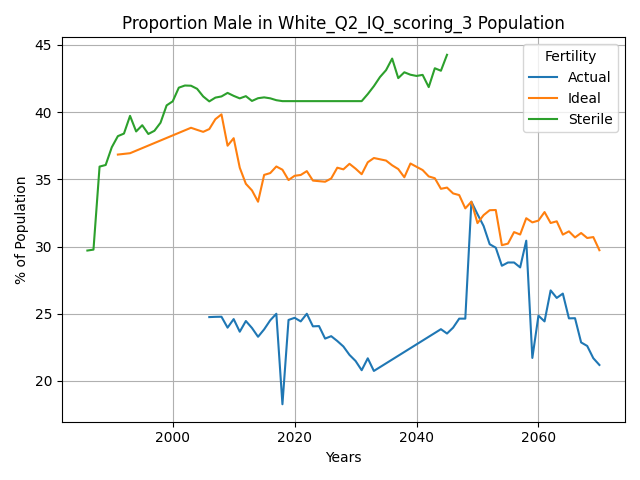 Proportion Male in White_Q2_IQ_scoring_3 Population
% of Population
45
40
35
30
25
20
Fertility
Actual
Ideal
Sterile
2000
2020
2040
2060
Years